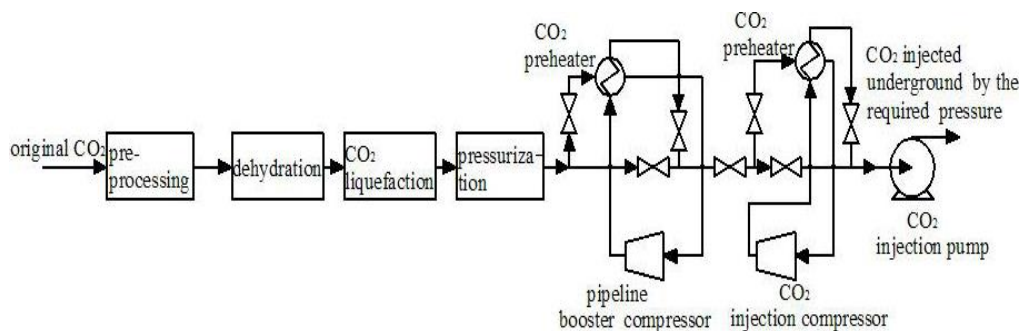 CO2
preheater
CO2
preheater
CO2 injected
underground by the
required pressure
original CO2
pre-
processing
dehydration
CO2
liquefaction
pressuriza-
tion
CO2
injection pump
pipeline
booster compressor
CO2
injection compressor